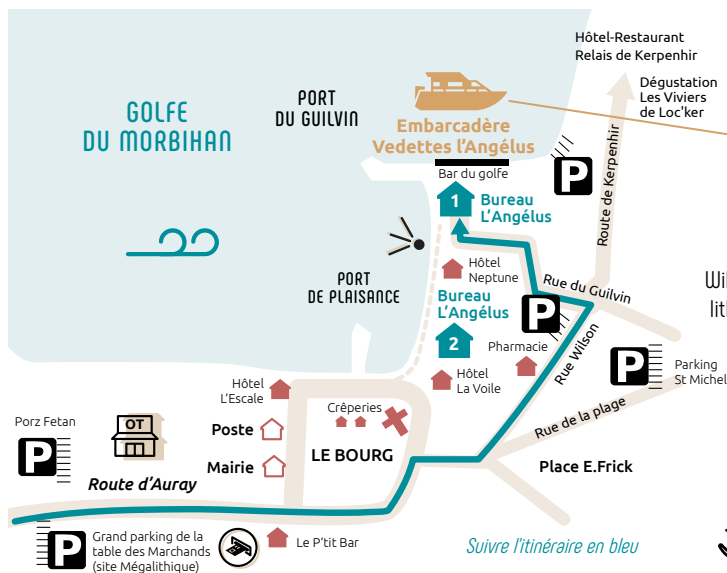 Hôtel-Restaurant
Relais de Kerpenhir
Dégustation
Les Viviers
de Loc'ker
GOLFE
DU MORBIHAN
PORT
DU GUILVIN
Embarcadère
Vedettes l'Angélus
Bar du golfe
P
1
Bureau
L'Angélus
Route de Kerpenhir
Hôtel
Neptune
Rue du Guilvin
PORT
DE PLAISANCE
Bureau
L'Angélus
2
P
Pharmacie
Rue Wilson
P
Parking
St Michel
Hôtel
La Voile
Hôtel
L'Escale
Crêperies
Rue de la plage
Porz Fetan
P
OT
Poste
Mairie
LE BOURG
Place E.Frick
Route d'Auray
P
Grand parking de la
table des Marchands
(site Mégalithique)
Le P'tit Bar
Suivre l'itinéraire en bleu